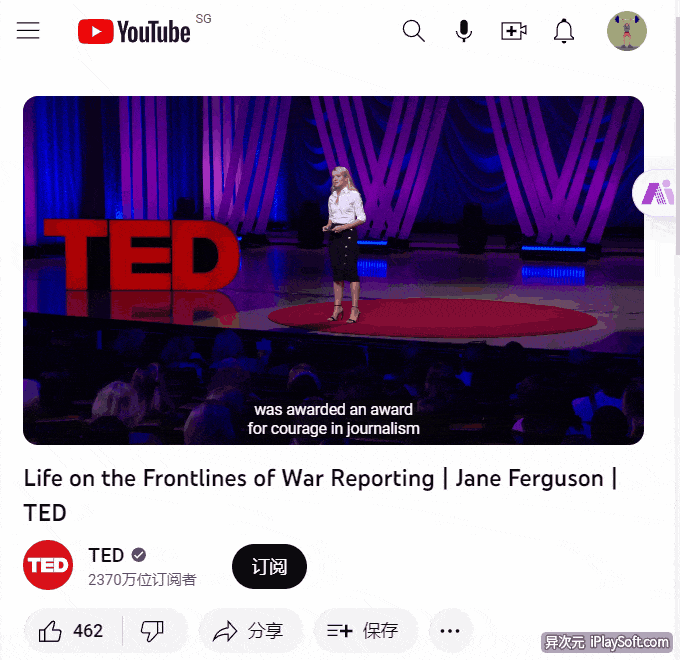 YouTube SG
TED
was awarded an award
for courage in journalism
Ai
Life on the Frontlines of War Reporting | Jane Ferguson |
TED
TED
TED
2370万位订阅者
订阅
462
分享
保存
异次元 iPlaySoft.com